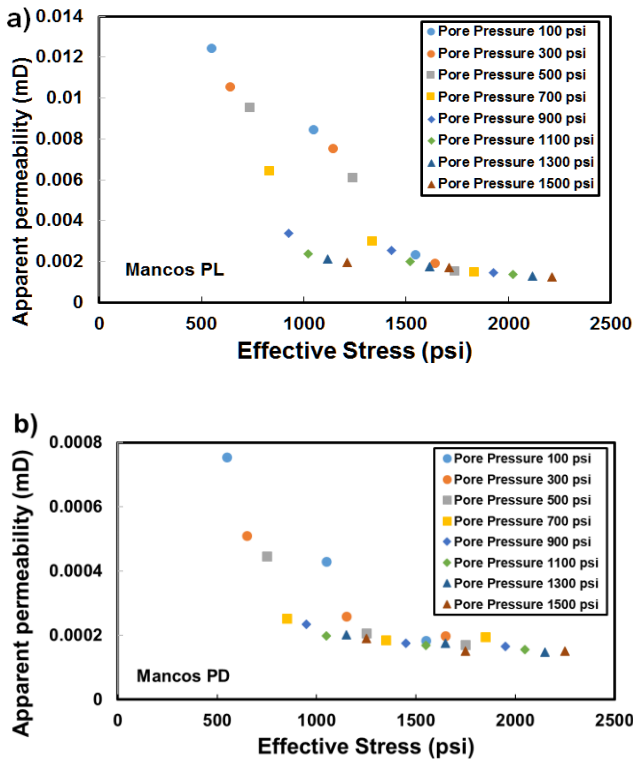 a)
Apparent permeability (mD)
0.014
0.012
0.01
0.008
0.006
0.004
0.002
0
Pore Pressure 100 psi
Pore Pressure 300 psi
Pore Pressure 500 psi
Pore Pressure 700 psi
Pore Pressure 900 psi
Pore Pressure 1100 psi
Pore Pressure 1300 psi
Pore Pressure 1500 psi
Mancos PL
0 500 1000 1500 2000 2500
Effective Stress (psi)
b)
Apparent permeability (mD)
0.0008
0.0006
0.0004
0.0002
0
Pore Pressure 100 psi
Pore Pressure 300 psi
Pore Pressure 500 psi
Pore Pressure 700 psi
Pore Pressure 900 psi
Pore Pressure 1100 psi
Pore Pressure 1300 psi
Pore Pressure 1500 psi
Mancos PD
0 500 1000 1500 2000 2500
Effective Stress (psi)